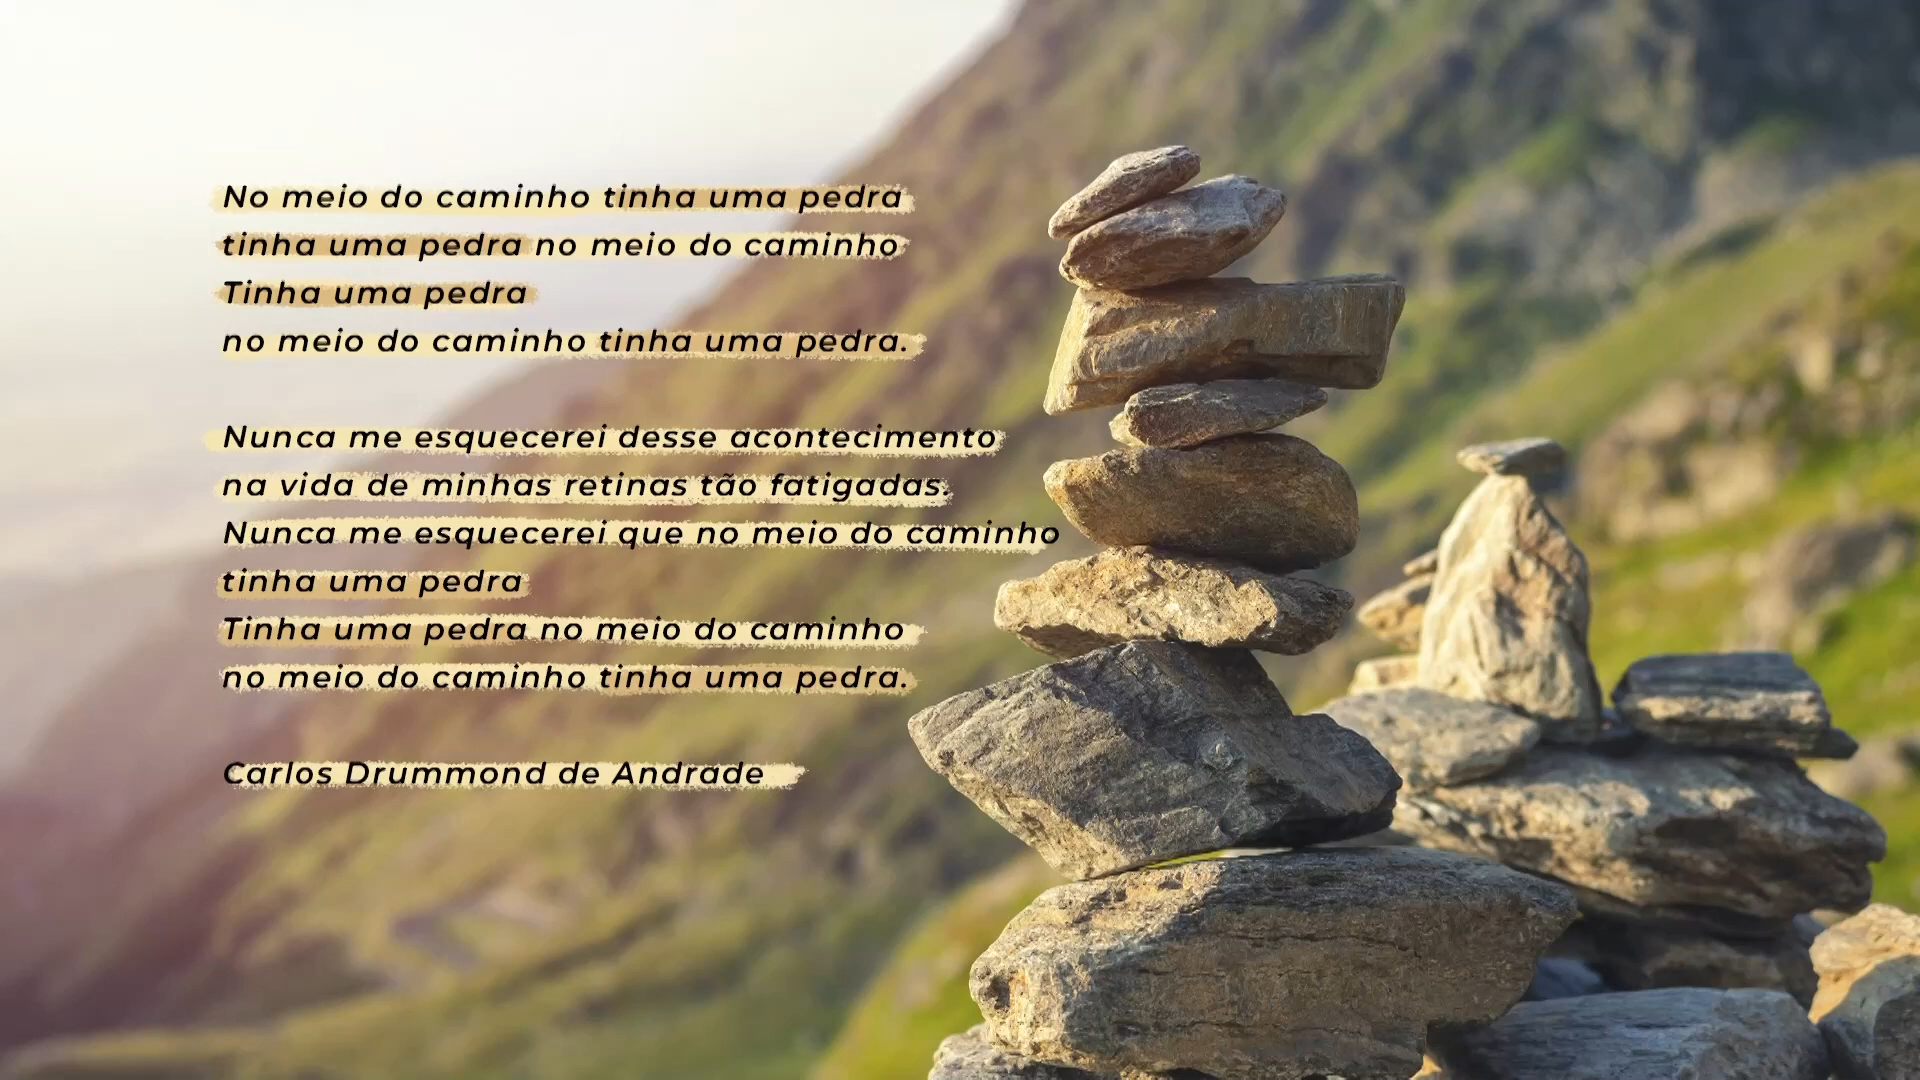 No meio do caminho tinha uma pedra
tinha uma pedra no meio do caminho
Tinha uma pedra
no meio do caminho tinha uma pedra.
Nunca me esquecerei desse acontecimento
na vida de minhas retinas tão fatigadas.
Nunca me esquecerei que no meio do caminho
tinha uma pedra
Tinha uma pedra no meio do caminho
no meio do caminho tinha uma pedra.
Carlos Drummond de Andrade